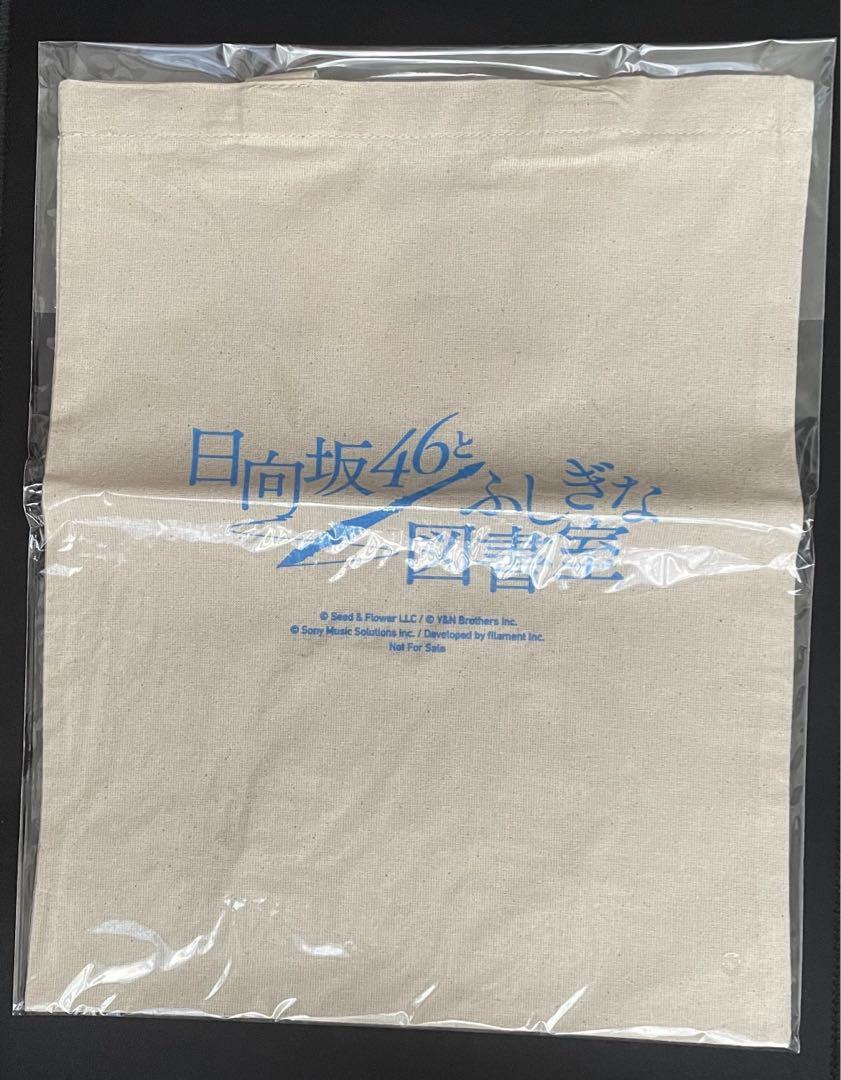 日向坂46と
ふしぎな
図書室
© Seed & Flower LLC / © Y&N Brothers Inc.
© Sony Music Solutions Inc. / Developed by filament Inc.
Not For Sale